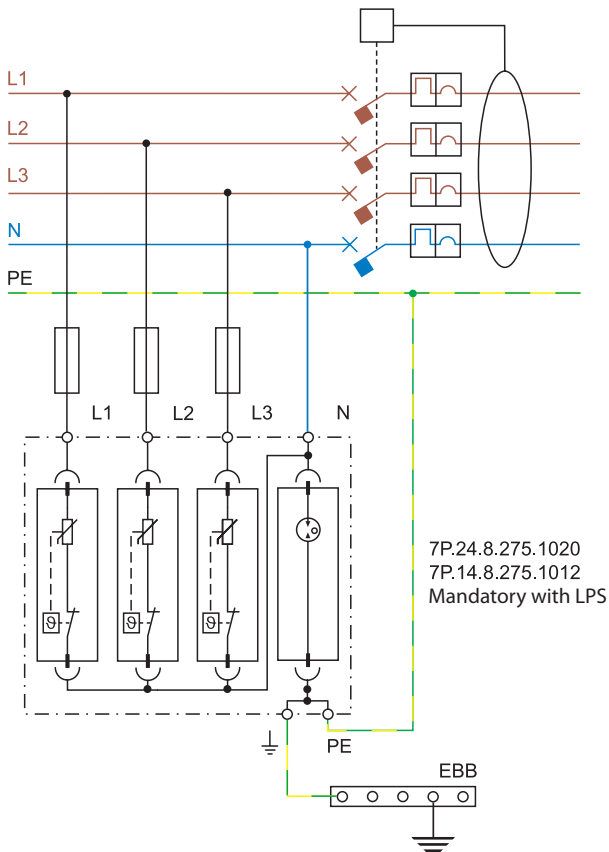 L1
L2
L3
N
PE
L1 L2 L3 N
ϑ ϑ ϑ
7P.24.8.275.1020
7P.14.8.275.1012
Mandatory with LPS
PE
EBB